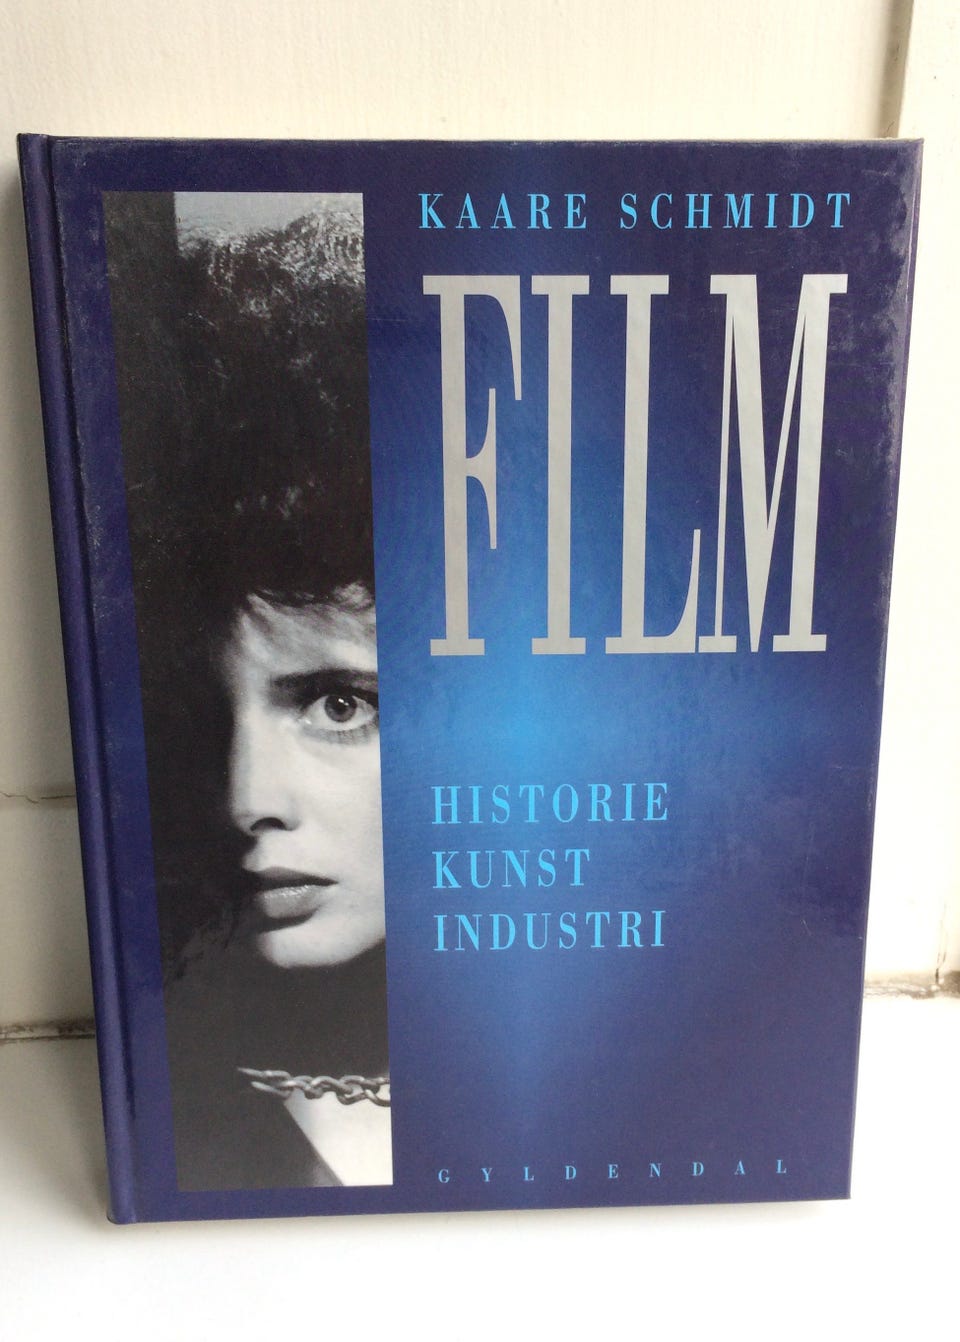 KAARE SCHMIDT
FILM
HISTORIE
KUNST
INDUSTRI
GYLDENDAL